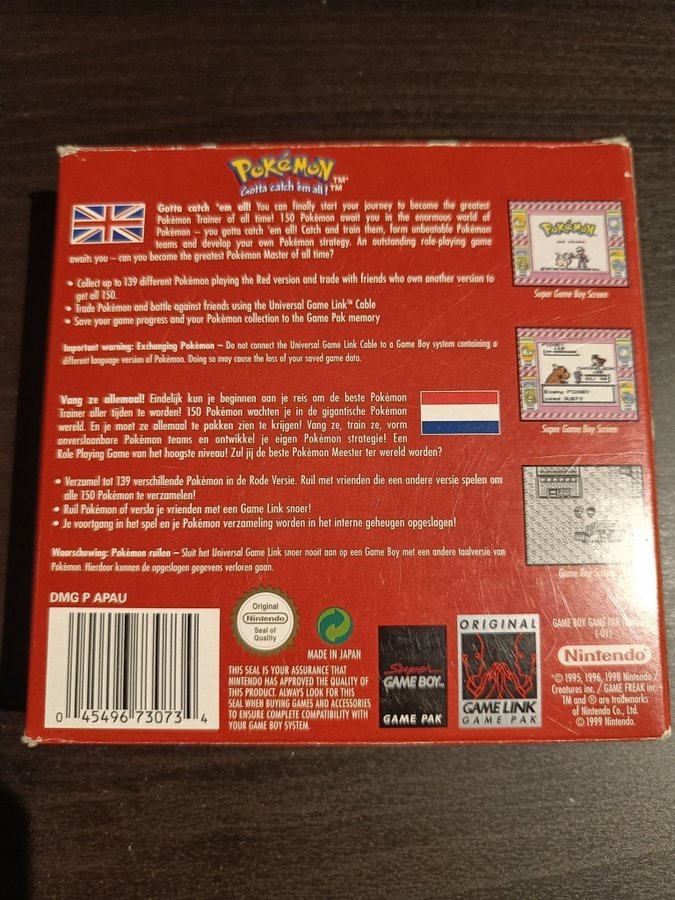 POKéMON™
Gotta catch 'em all!™
Gotta catch 'em all! You can finally start your journey to become the greatest
Pokémon Trainer of all time! 150 Pokémon await you in the enormous world of
Pokémon – you gotta catch 'em all! Catch and train them, form unbeatable Pokémon
teams and develop your own Pokémon strategy. An outstanding role-playing game
awaits you – can you become the greatest Pokémon Master of all time?
• Collect up to 139 different Pokémon playing the Red version and trade with friends who own another version to
get all 150.
• Trade Pokémon and battle against friends using the Universal Game Link™ Cable
• Save your game progress and your Pokémon collection to the Game Pak memory
Important warning: Exchanging Pokémon – Do not connect the Universal Game Link Cable to a Game Boy system containing a
different language version of Pokémon. Doing so may cause the loss of your saved game data.
POKéMON
Super Game Boy Screen
PIDGEY
CHARMELEON
Enemy PIDGEY
used GUST!
Super Game Boy Screen
Vang ze allemaal! Eindelijk kun je beginnen aan je reis om de beste Pokémon
Trainer aller tijden te worden! 150 Pokémon wachten je in de gigantische Pokémon
wereld. En je moet ze allemaal te pakken zien te krijgen! Vang ze, train ze, vorm
onverslaanbare Pokémon teams en ontwikkel je eigen Pokémon strategie! Een
Role Playing Game van het hoogste niveau! Zul jij de beste Pokémon Meester ter wereld worden?
• Verzamel tot 139 verschillende Pokémon in de Rode Versie. Ruil met vrienden die een andere versie spelen om
alle 150 Pokémon te verzamelen!
• Ruil Pokémon of versla je vrienden met een Game Link snoer!
• Je voortgang in het spel en je Pokémon verzameling worden in het interne geheugen opgeslagen!
Waarschuwing: Pokémon ruilen – Sluit het Universal Game Link snoer nooit aan op een Game Boy met een andere taalversie van
Pokémon. Hierdoor kunnen de opgeslagen gegevens verloren gaan.
Game Boy Screen
DMG P APAU
0 45496 73073 4
Original
Nintendo
Seal of
Quality
MADE IN JAPAN
THIS SEAL IS YOUR ASSURANCE THAT
NINTENDO HAS APPROVED THE QUALITY OF
THIS PRODUCT. ALWAYS LOOK FOR THIS
SEAL WHEN BUYING GAMES AND ACCESSORIES
TO ENSURE COMPLETE COMPATIBILITY WITH
YOUR GAME BOY SYSTEM.
Super
GAME BOY™
GAME PAK
ORIGINAL
GAME LINK
GAME PAK
GAME BOY GAME PAK
(-01)
Nintendo®
© 1995, 1996, 1998 Nintendo
Creatures inc. / GAME FREAK inc.
TM and ® are trademarks
of Nintendo Co., Ltd.
© 1999 Nintendo.